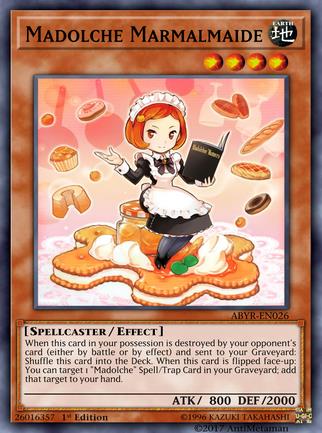 MADOLCHE MARMALMAIDE
EARTH
地
Madolche Memoirs
ABYR-EN026
[SPELLCASTER / EFFECT]
When this card in your possession is destroyed by your opponent's
card (either by battle or by effect) and sent to your Graveyard:
Shuffle this card into the Deck. When this card is flipped face-up:
You can target 1 "Madolche" Spell/Trap Card in your Graveyard;
add that target to your hand.
ATK/ 800 DEF/2000
26016357 1st Edition ©1996 KAZUKI TAKAHASHI
©2017 AntiMetaman